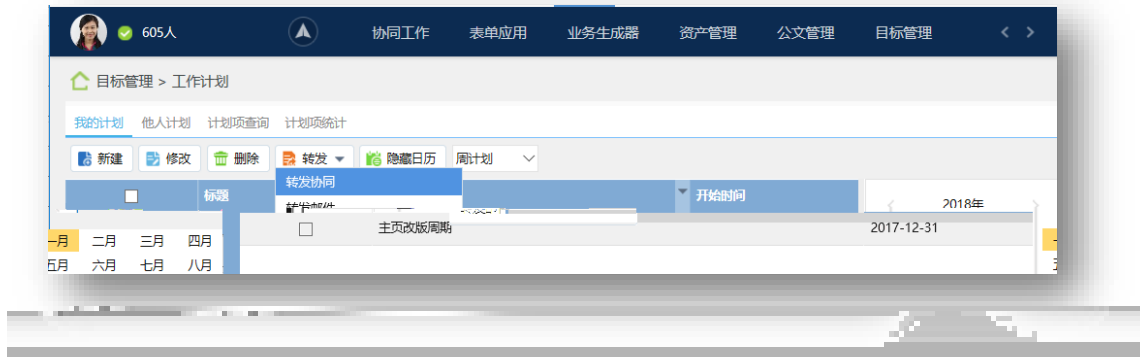 605人 协同工作 表单应用 业务生成器 资产管理 公文管理 目标管理 < >
目标管理 > 工作计划
我的计划 他人计划 计划项查询 计划项统计
新建 修改 删除 转发 隐藏日历 周计划
转发协同
标题 开始时间 2018年
转发邮件
主页改版周期 2017-12-31
一月 二月 三月 四月
五月 六月 七月 八月